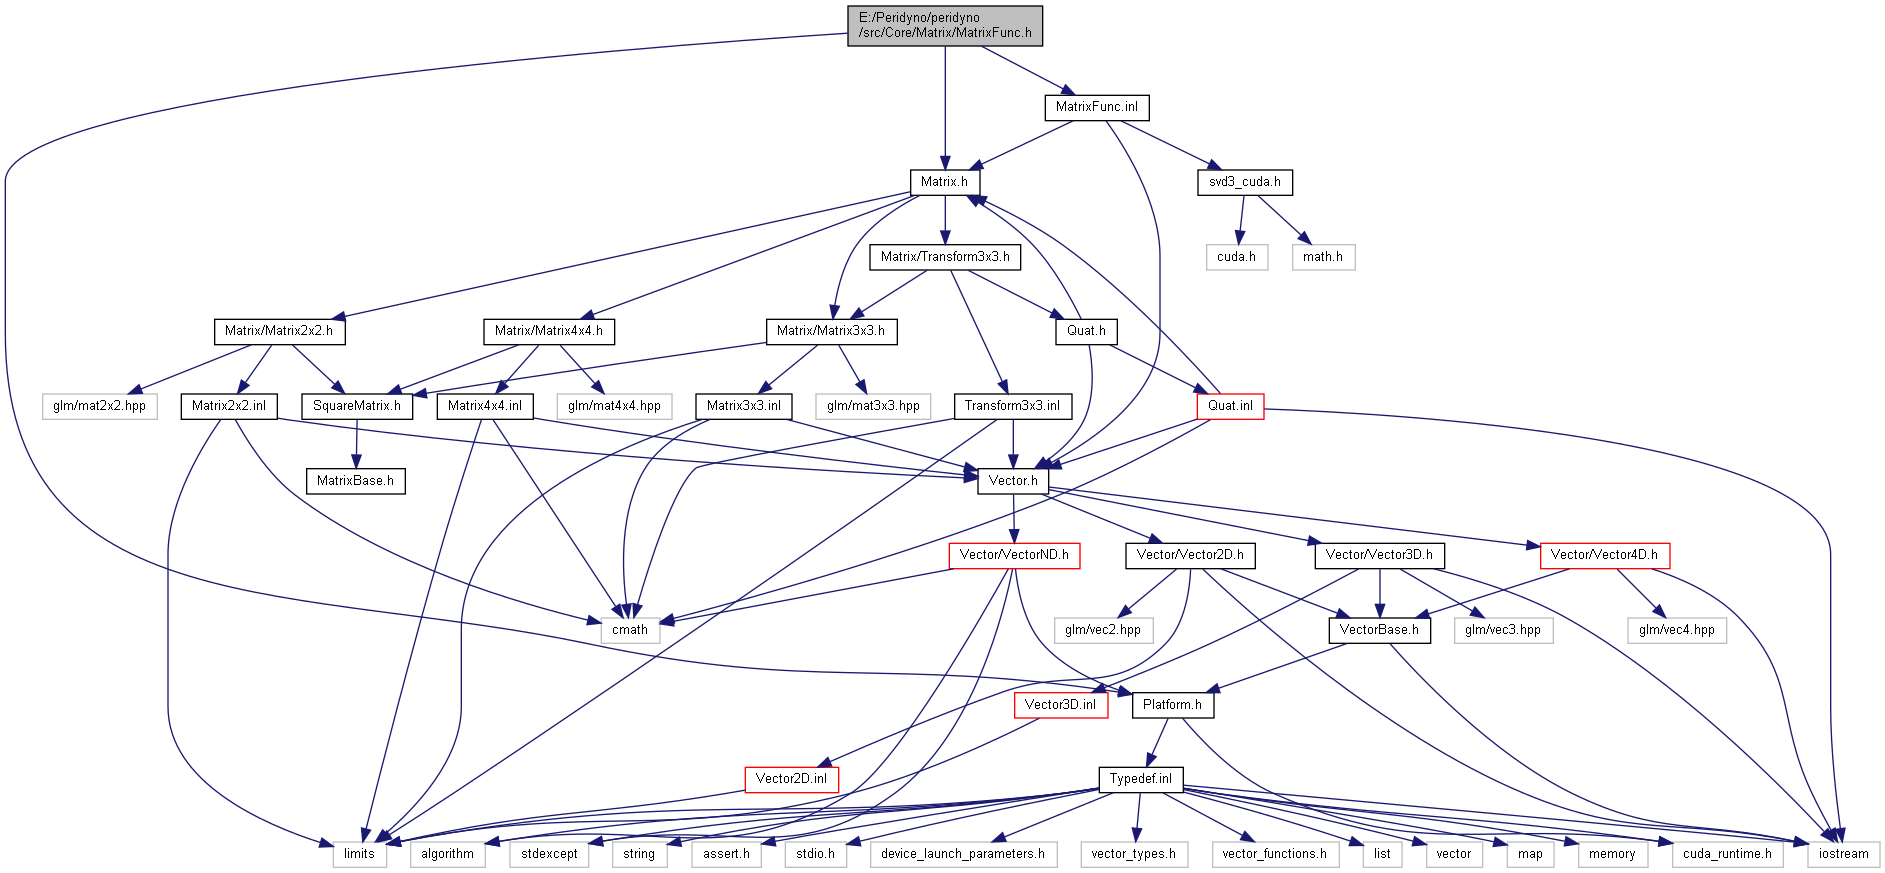 E:/Peridyno/peridyno
/src/Core/Matrix/MatrixFunc.h
MatrixFunc.inl
Matrix.h
svd3_cuda.h
Matrix/Transform3x3.h
cuda.h
math.h
Matrix/Matrix2x2.h
Matrix/Matrix4x4.h
Matrix/Matrix3x3.h
Quat.h
glm/mat2x2.hpp
Matrix2x2.inl
SquareMatrix.h
Matrix4x4.inl
glm/mat4x4.hpp
Matrix3x3.inl
glm/mat3x3.hpp
Transform3x3.inl
Quat.inl
MatrixBase.h
Vector.h
Vector/VectorND.h
Vector/Vector2D.h
Vector/Vector3D.h
Vector/Vector4D.h
cmath
glm/vec2.hpp
VectorBase.h
glm/vec3.hpp
glm/vec4.hpp
Vector3D.inl
Platform.h
Vector2D.inl
Typedef.inl
limits
algorithm
stdexcept
string
assert.h
stdio.h
device_launch_parameters.h
vector_types.h
vector_functions.h
list
vector
map
memory
cuda_runtime.h
iostream